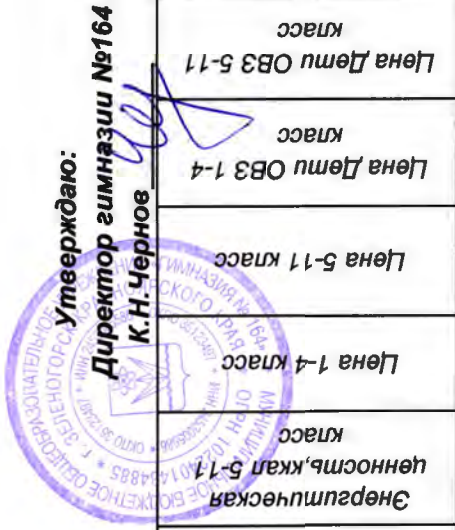 Утверждаю:
Директор гимназии №164
К.Н.Чернов
Энергитическая
ценность,ккал 5-11
класс
Цена 1-4 класс
Цена 5-11 класс
Цена Дети ОВЗ 1-4
класс
Цена Дети ОВЗ 5-11
класс